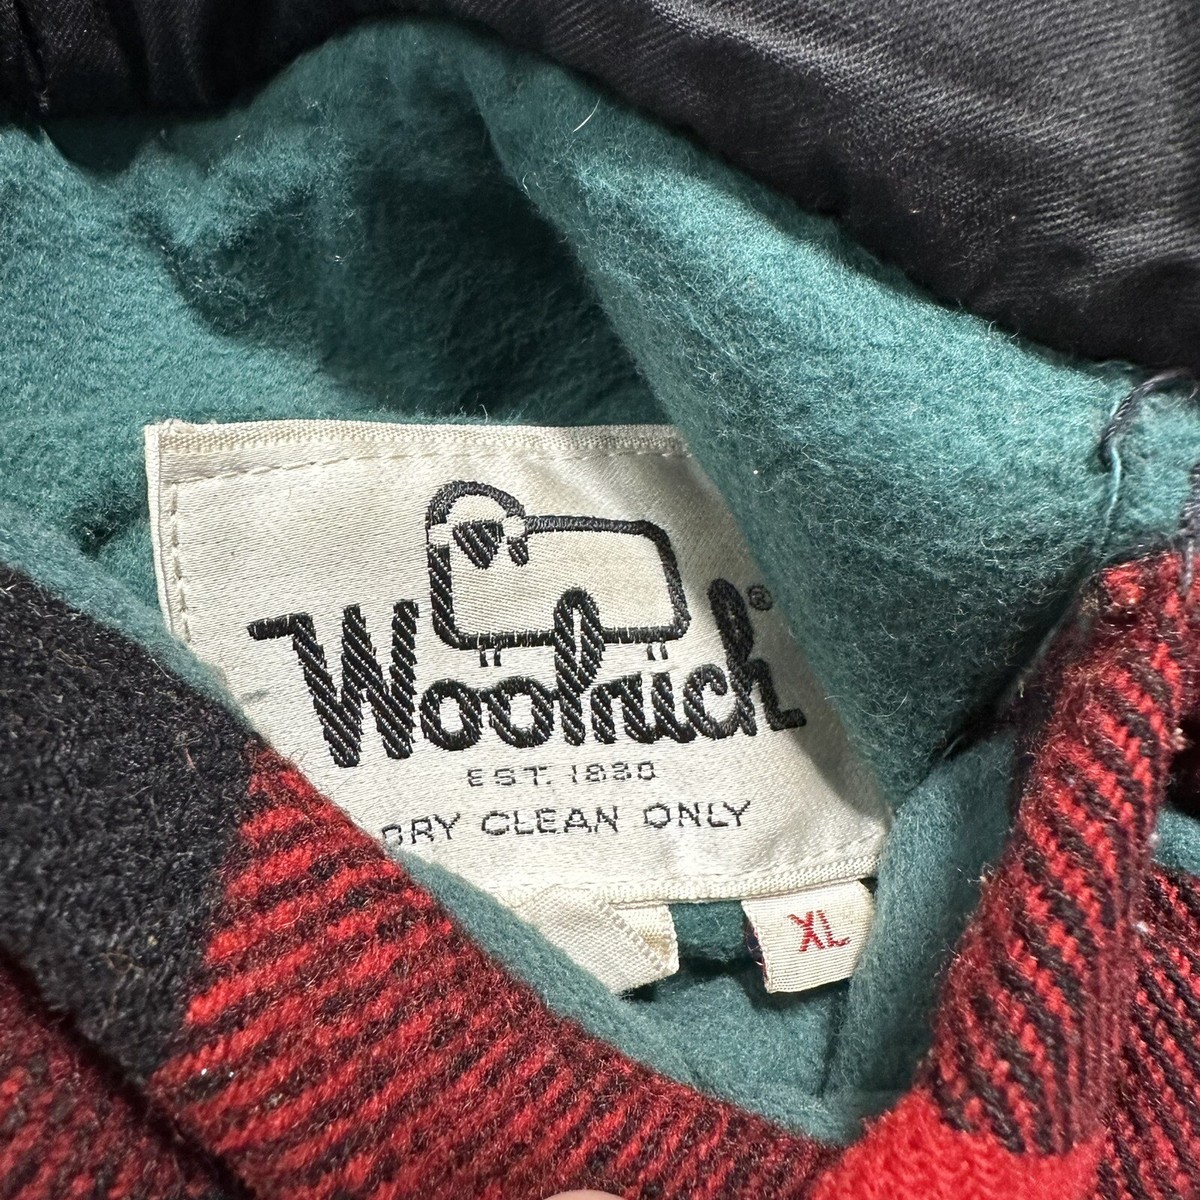 Woolrich®
EST. 1830
DRY CLEAN ONLY
XL